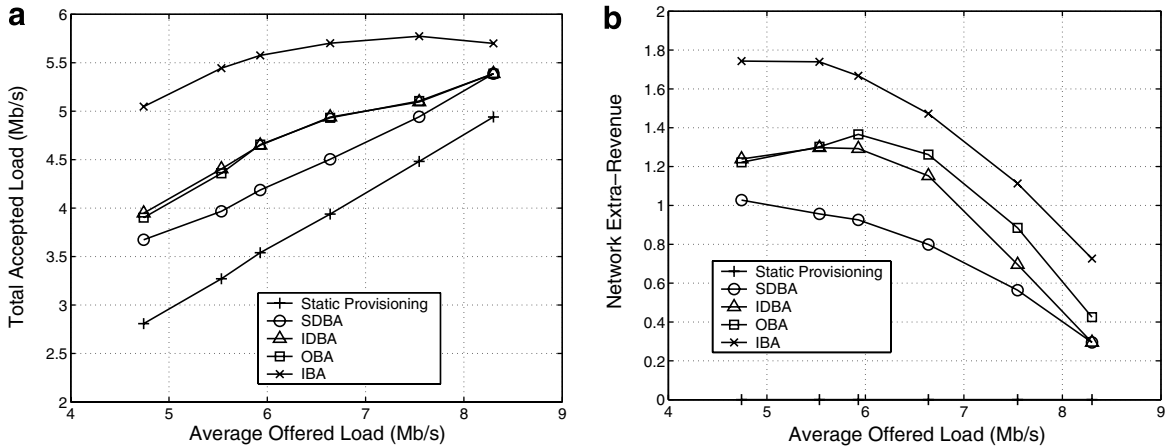 a
6
5.5
5
4.5
4
3.5
3
2.5
2
4 5 6 7 8 9
Total Accepted Load (Mb/s)
Average Offered Load (Mb/s)
Static Provisioning
SDBA
IDBA
OBA
IBA
b
2
1.8
1.6
1.4
1.2
1
0.8
0.6
0.4
0.2
0
4 5 6 7 8 9
Network Extra−Revenue
Average Offered Load (Mb/s)
Static Provisioning
SDBA
IDBA
OBA
IBA